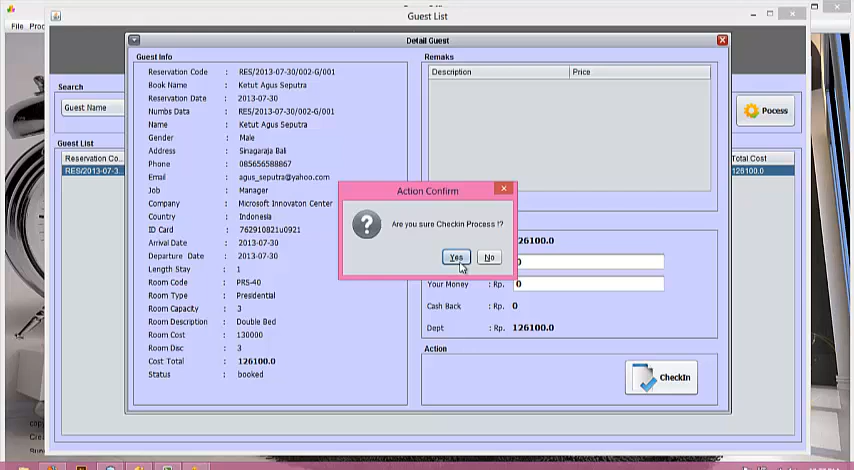 Guest List
File
Detail Guest
Guest Info
Reservation Code : RES/2013-07-30/002-G/001
Book Name : Ketut Agus Seputra
Reservation Date : 2013-07-30
Numbs Data : RES/2013-07-30/002-G/001
Name : Ketut Agus Seputra
Gender : Male
Address : Sinagaraja Bali
Phone : 085656588867
Email : agus_seputra@yahoo.com
Job : Manager
Company : Microsoft Innovaton Center
Country : Indonesia
ID Card : 762910821u0921
Arrival Date : 2013-07-30
Departure Date : 2013-07-30
Length Stay : 1
Room Code : PRS-40
Room Type : Presidential
Room Capacity : 3
Room Description : Double Bed
Room Cost : 130000
Room Disc : 3
Cost Total : 126100.0
Status : booked
Remaks
Description Price
126100.0
0
Your Money : Rp. 0
Cash Back : Rp. 0
Dept : Rp. 126100.0
Action
CheckIn
Action Confirm
Are you sure Checkin Process !?
Yes No
Search
Guest Name
Pocess
Guest List
Reservation Co...
RES/2013-07-3...
Total Cost
126100.0